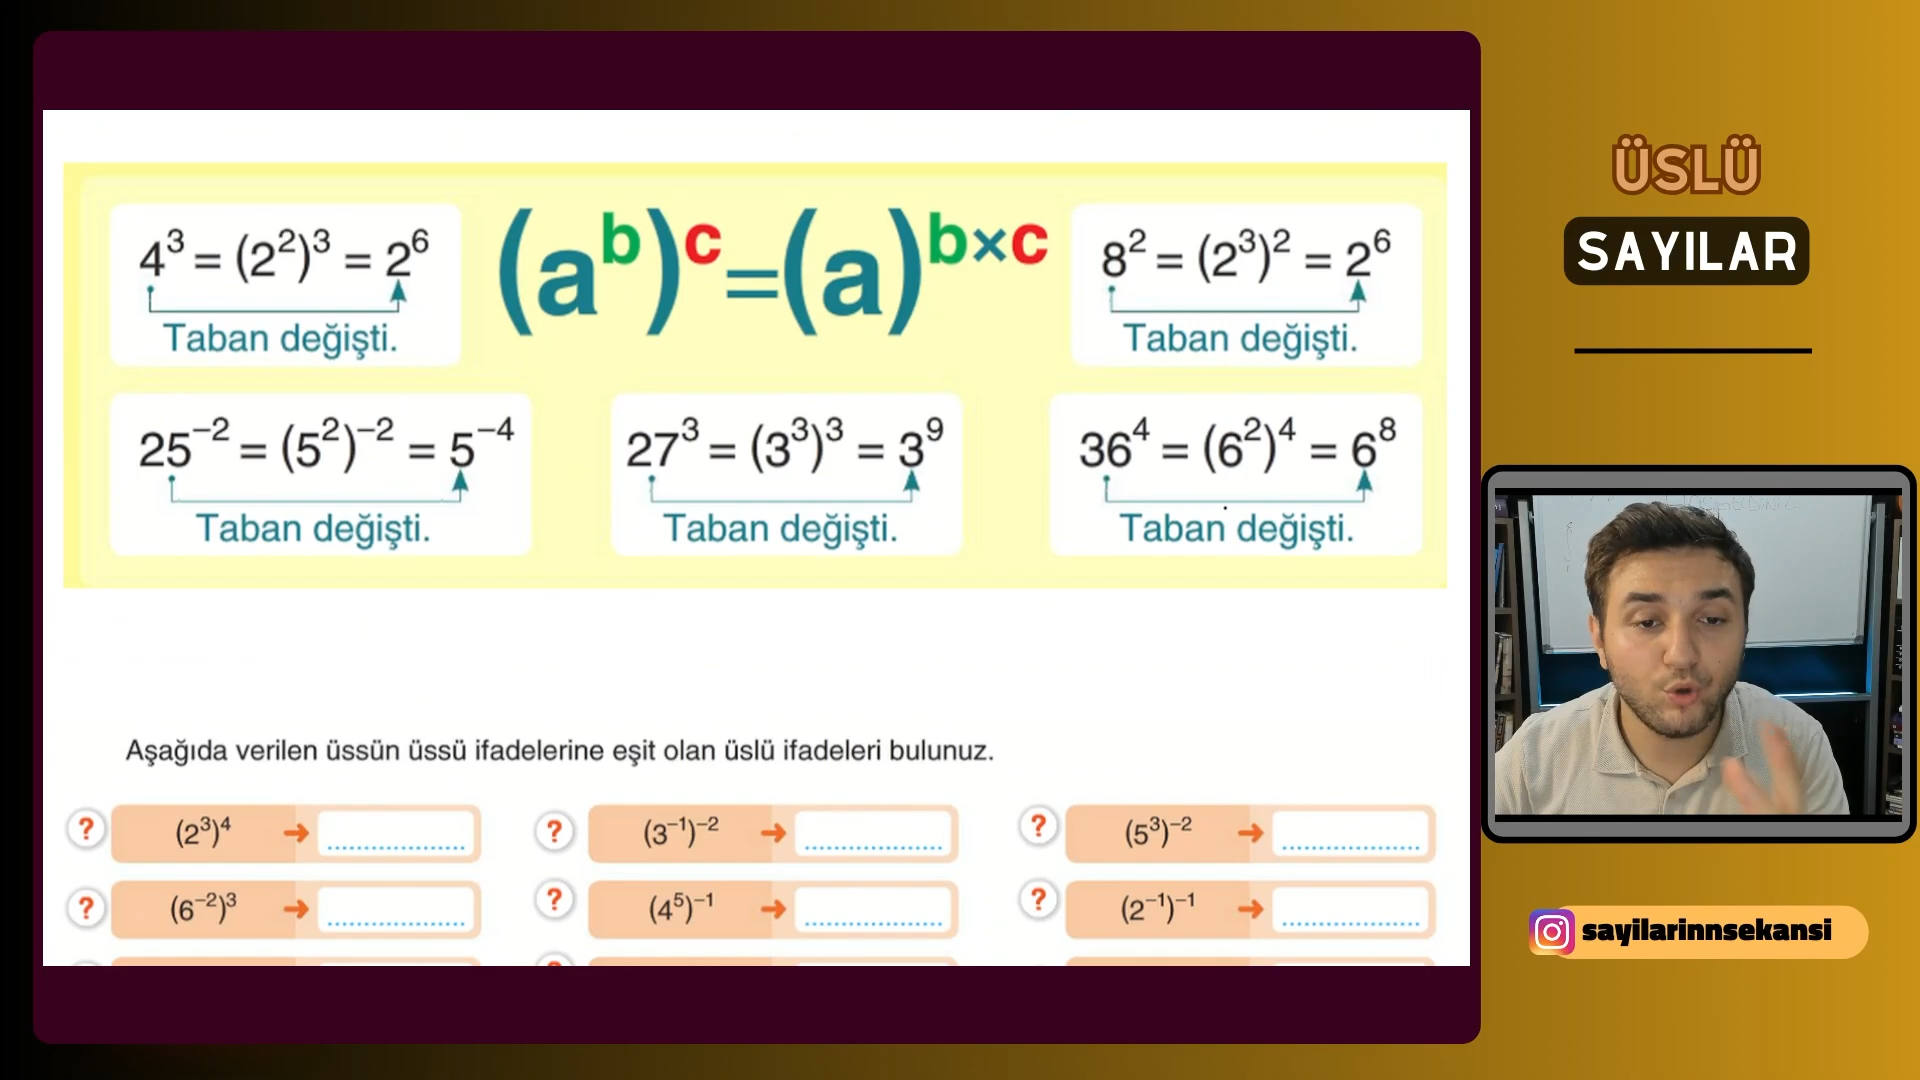 4³ = (2²)³ = 2⁶
Taban değişti.
(aᵇ)ᶜ=(a)ᵇ×ᶜ
8² = (2³)² = 2⁶
Taban değişti.
25⁻² = (5²)⁻² = 5⁻⁴
Taban değişti.
27³ = (3³)³ = 3⁹
Taban değişti.
36⁴ = (6²)⁴ = 6⁸
Taban değişti.
Aşağıda verilen üssün üssü ifadelerine eşit olan üslü ifadeleri bulunuz.
? (2³)⁴ → ....................
? (3⁻¹)⁻² → ....................
? (5³)⁻² → ....................
? (6⁻²)³ → ....................
? (4⁵)⁻¹ → ....................
? (2⁻¹)⁻¹ → ....................
ÜSLÜ
SAYILAR
sayilarinnsekansi